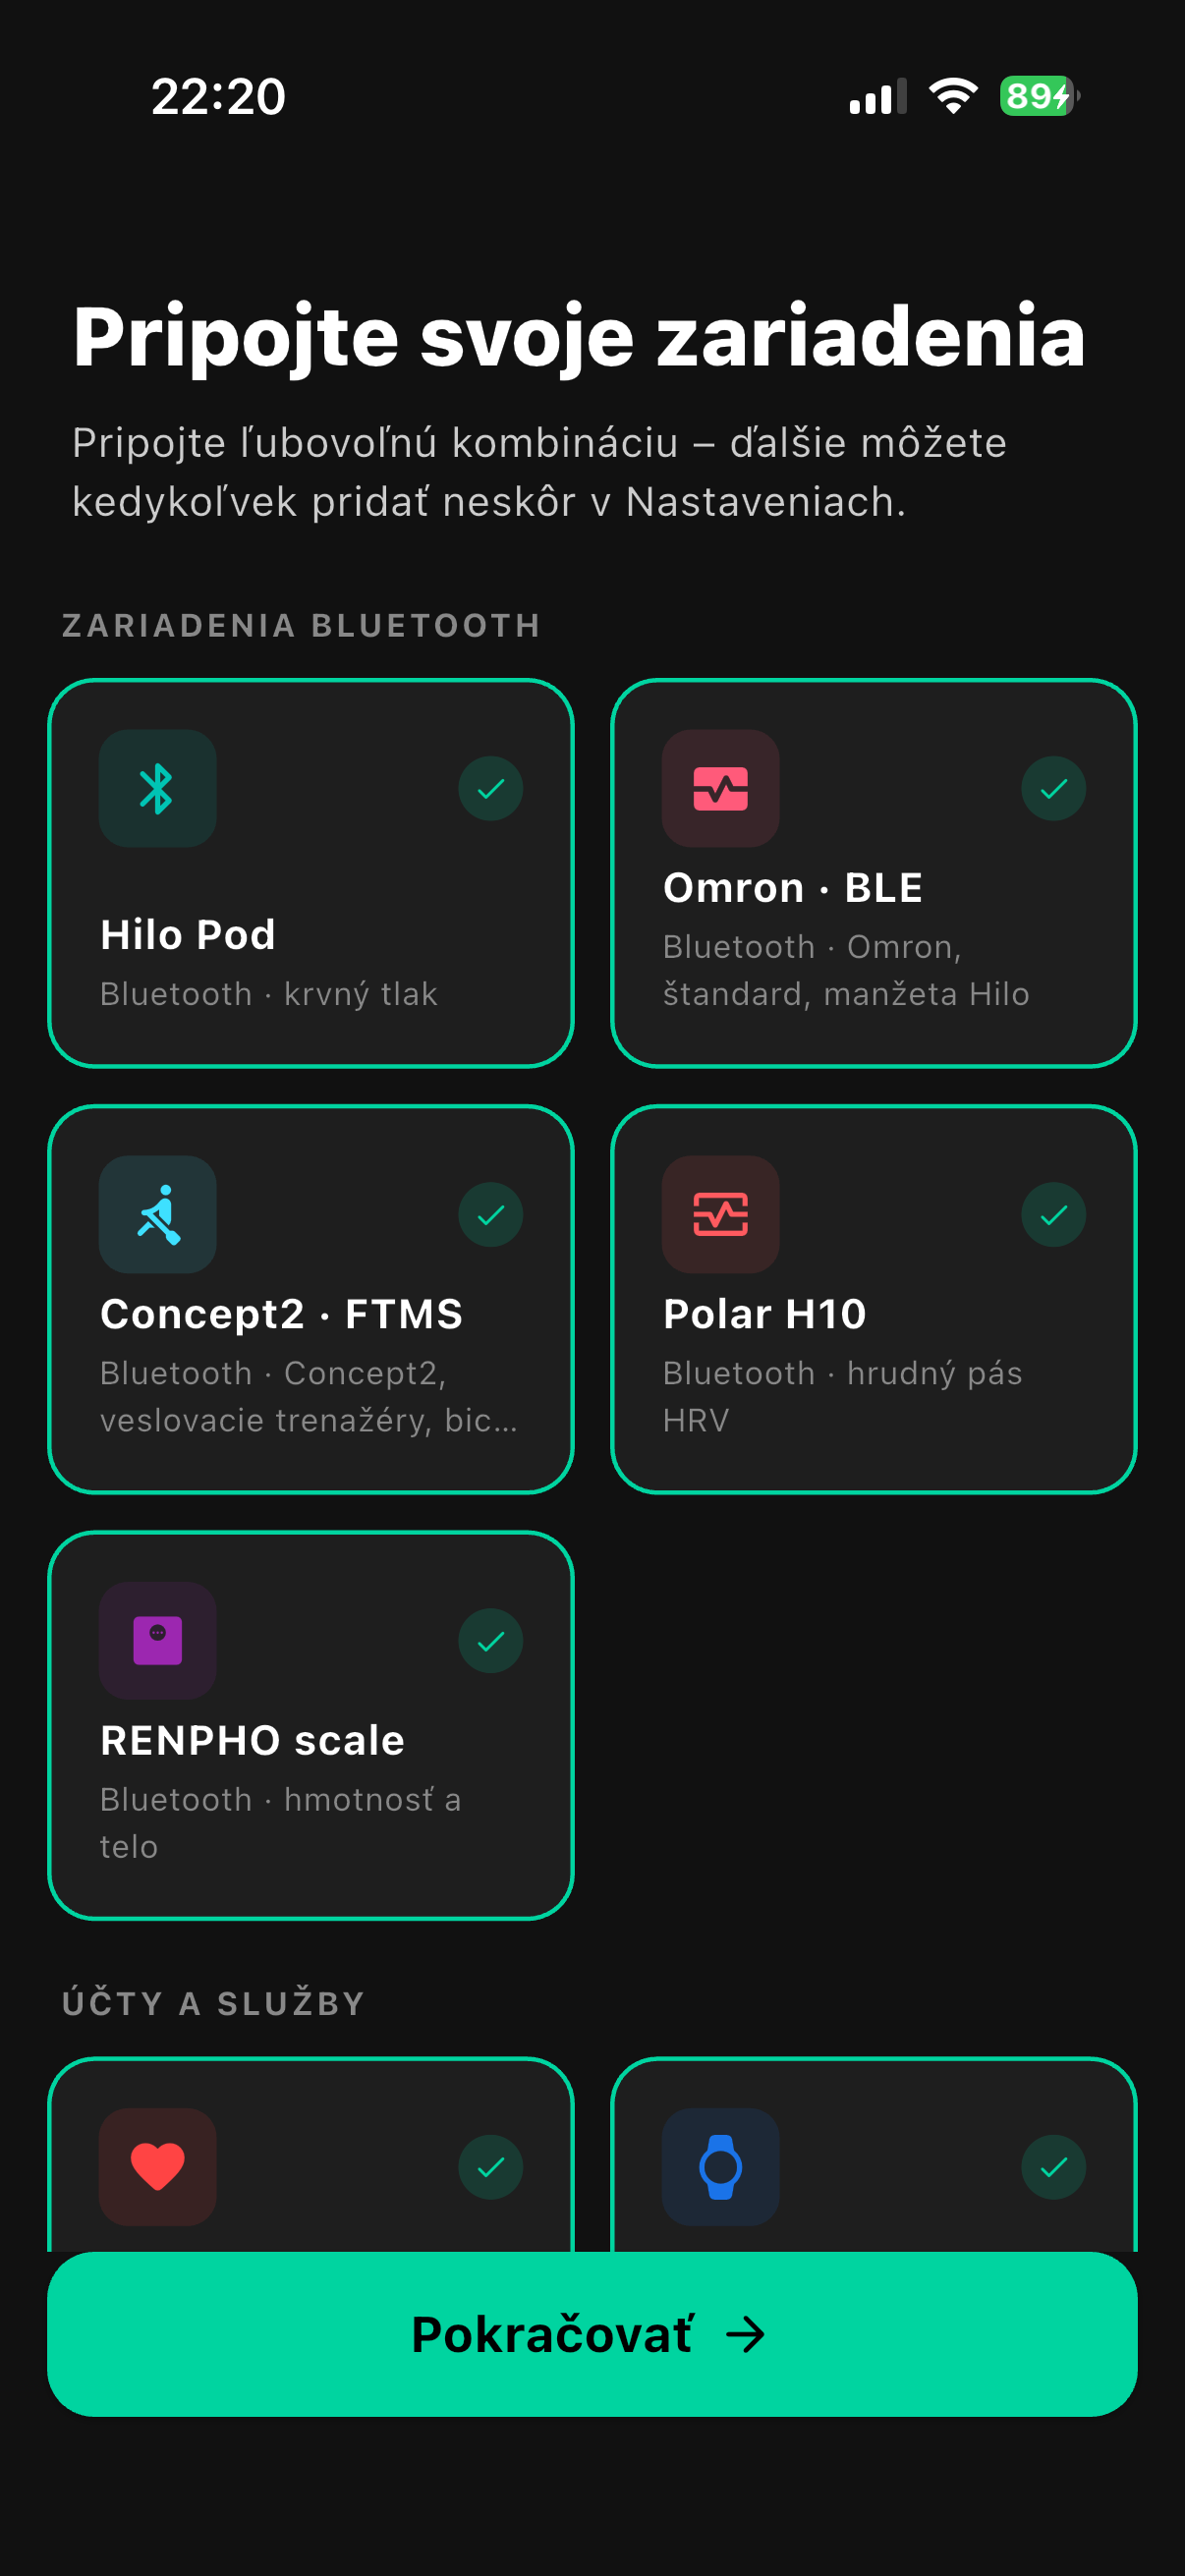 22:20
89
Pripojte svoje zariadenia
Pripojte ľubovoľnú kombináciu – ďalšie môžete
kedykoľvek pridať neskôr v Nastaveniach.
ZARIADENIA BLUETOOTH
Hilo Pod
Bluetooth · krvný tlak
Omron · BLE
Bluetooth · Omron,
štandard, manžeta Hilo
Concept2 · FTMS
Bluetooth · Concept2,
veslovacie trenažéry, bic...
Polar H10
Bluetooth · hrudný pás
HRV
RENPHO scale
Bluetooth · hmotnosť a
telo
ÚČTY A SLUŽBY
Pokračovať →